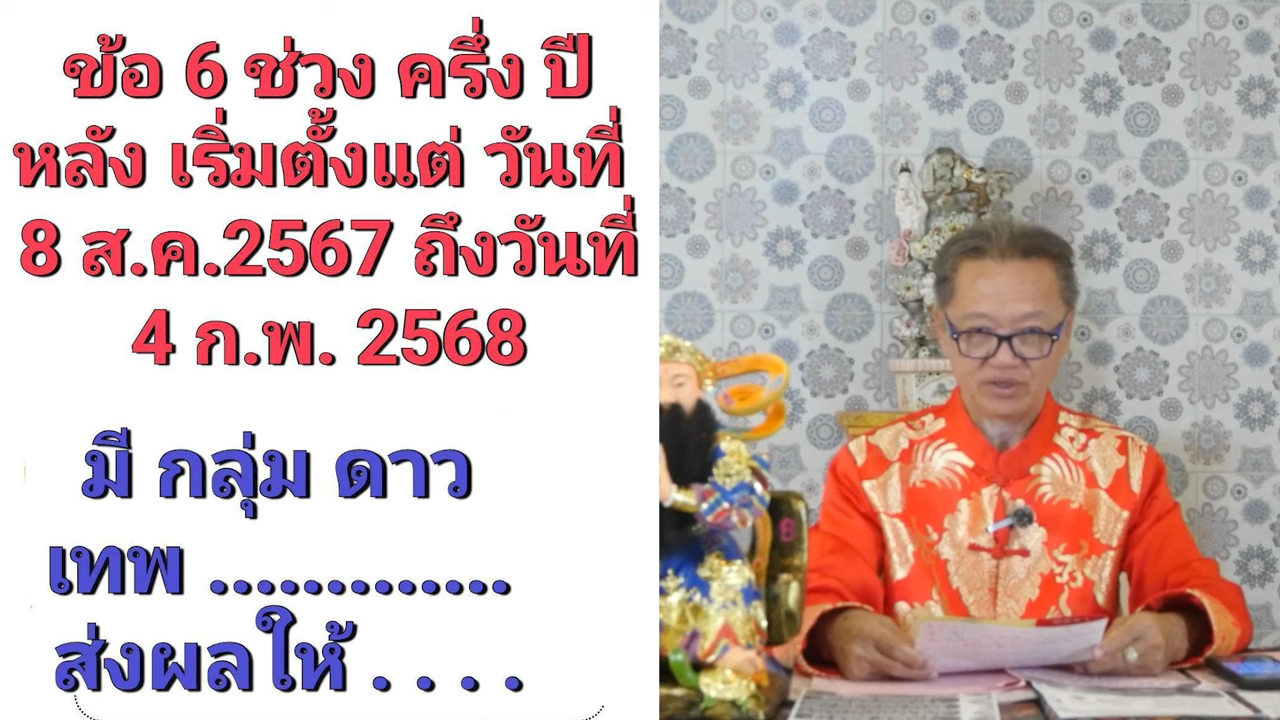 ข้อ 6 ช่วง ครึ่ง ปี
หลัง เริ่มตั้งแต่ วันที่
8 ส.ค.2567 ถึงวันที่
4 ก.พ. 2568
มี กลุ่ม ดาว
เทพ .............
ส่งผลให้ . . . .